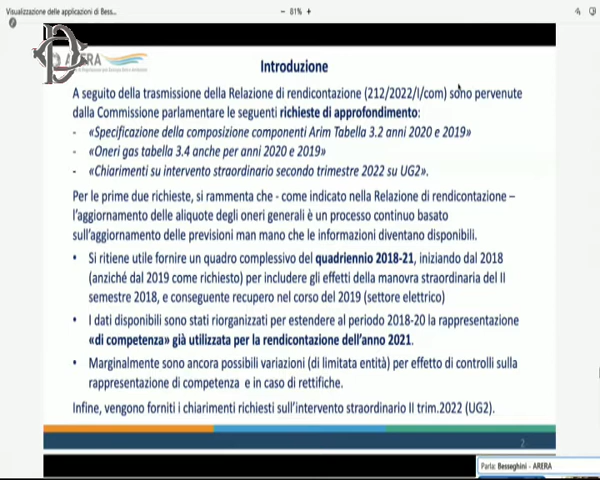 Visualizzazione delle applicazioni di Bess...
− 81% +
ARERA
Introduzione
A seguito della trasmissione della Relazione di rendicontazione (212/2022/I/com) sono pervenute
dalla Commissione parlamentare le seguenti richieste di approfondimento:
- «Specificazione della composizione componenti Arim Tabella 3.2 anni 2020 e 2019»
- «Oneri gas tabella 3.4 anche per anni 2020 e 2019»
- «Chiarimenti su intervento straordinario secondo trimestre 2022 su UG2».
Per le prime due richieste, si rammenta che - come indicato nella Relazione di rendicontazione –
l'aggiornamento delle aliquote degli oneri generali è un processo continuo basato
sull'aggiornamento delle previsioni man mano che le informazioni diventano disponibili.
• Si ritiene utile fornire un quadro complessivo del quadriennio 2018-21, iniziando dal 2018
(anziché dal 2019 come richiesto) per includere gli effetti della manovra straordinaria del II
semestre 2018, e conseguente recupero nel corso del 2019 (settore elettrico)
• I dati disponibili sono stati riorganizzati per estendere al periodo 2018-20 la rappresentazione
«di competenza» già utilizzata per la rendicontazione dell'anno 2021.
• Marginalmente sono ancora possibili variazioni (di limitata entità) per effetto di controlli sulla
rappresentazione di competenza e in caso di rettifiche.
Infine, vengono forniti i chiarimenti richiesti sull'intervento straordinario II trim.2022 (UG2).
2
Parla: Besseghini - ARERA